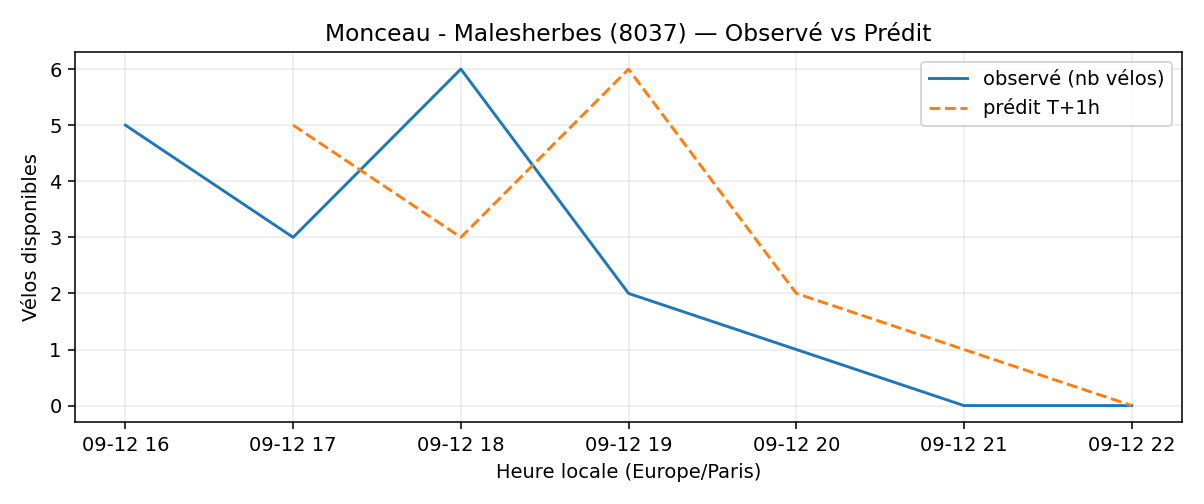 Monceau - Malesherbes (8037) — Observé vs Prédit
observé (nb vélos)
prédit T+1h
Vélos disponibles
6
5
4
3
2
1
0
09-12 16
09-12 17
09-12 18
09-12 19
09-12 20
09-12 21
09-12 22
Heure locale (Europe/Paris)